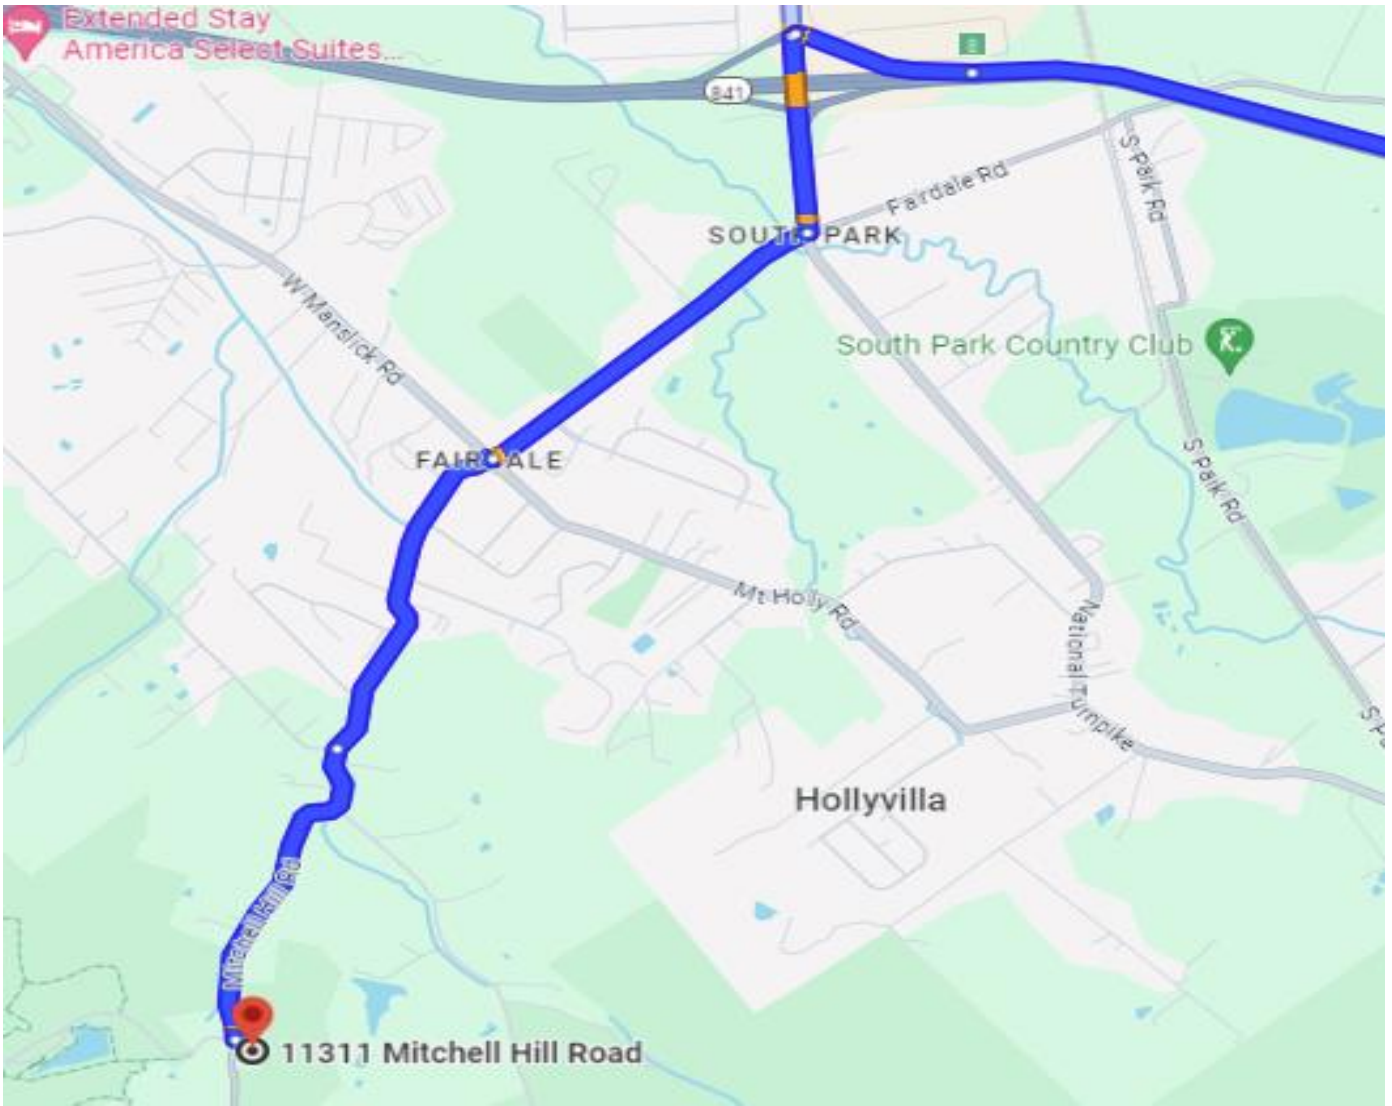 Extended Stay
America Select Suites...
841
S Park Rd
Fairdale Rd
SOUTH PARK
W Manslick Rd
South Park Country Club
FAIRDALE
S Park Rd
Mt Holly Rd
National Turnpike
S Pa
Hollyvilla
Mitchell Hill Rd
11311 Mitchell Hill Road